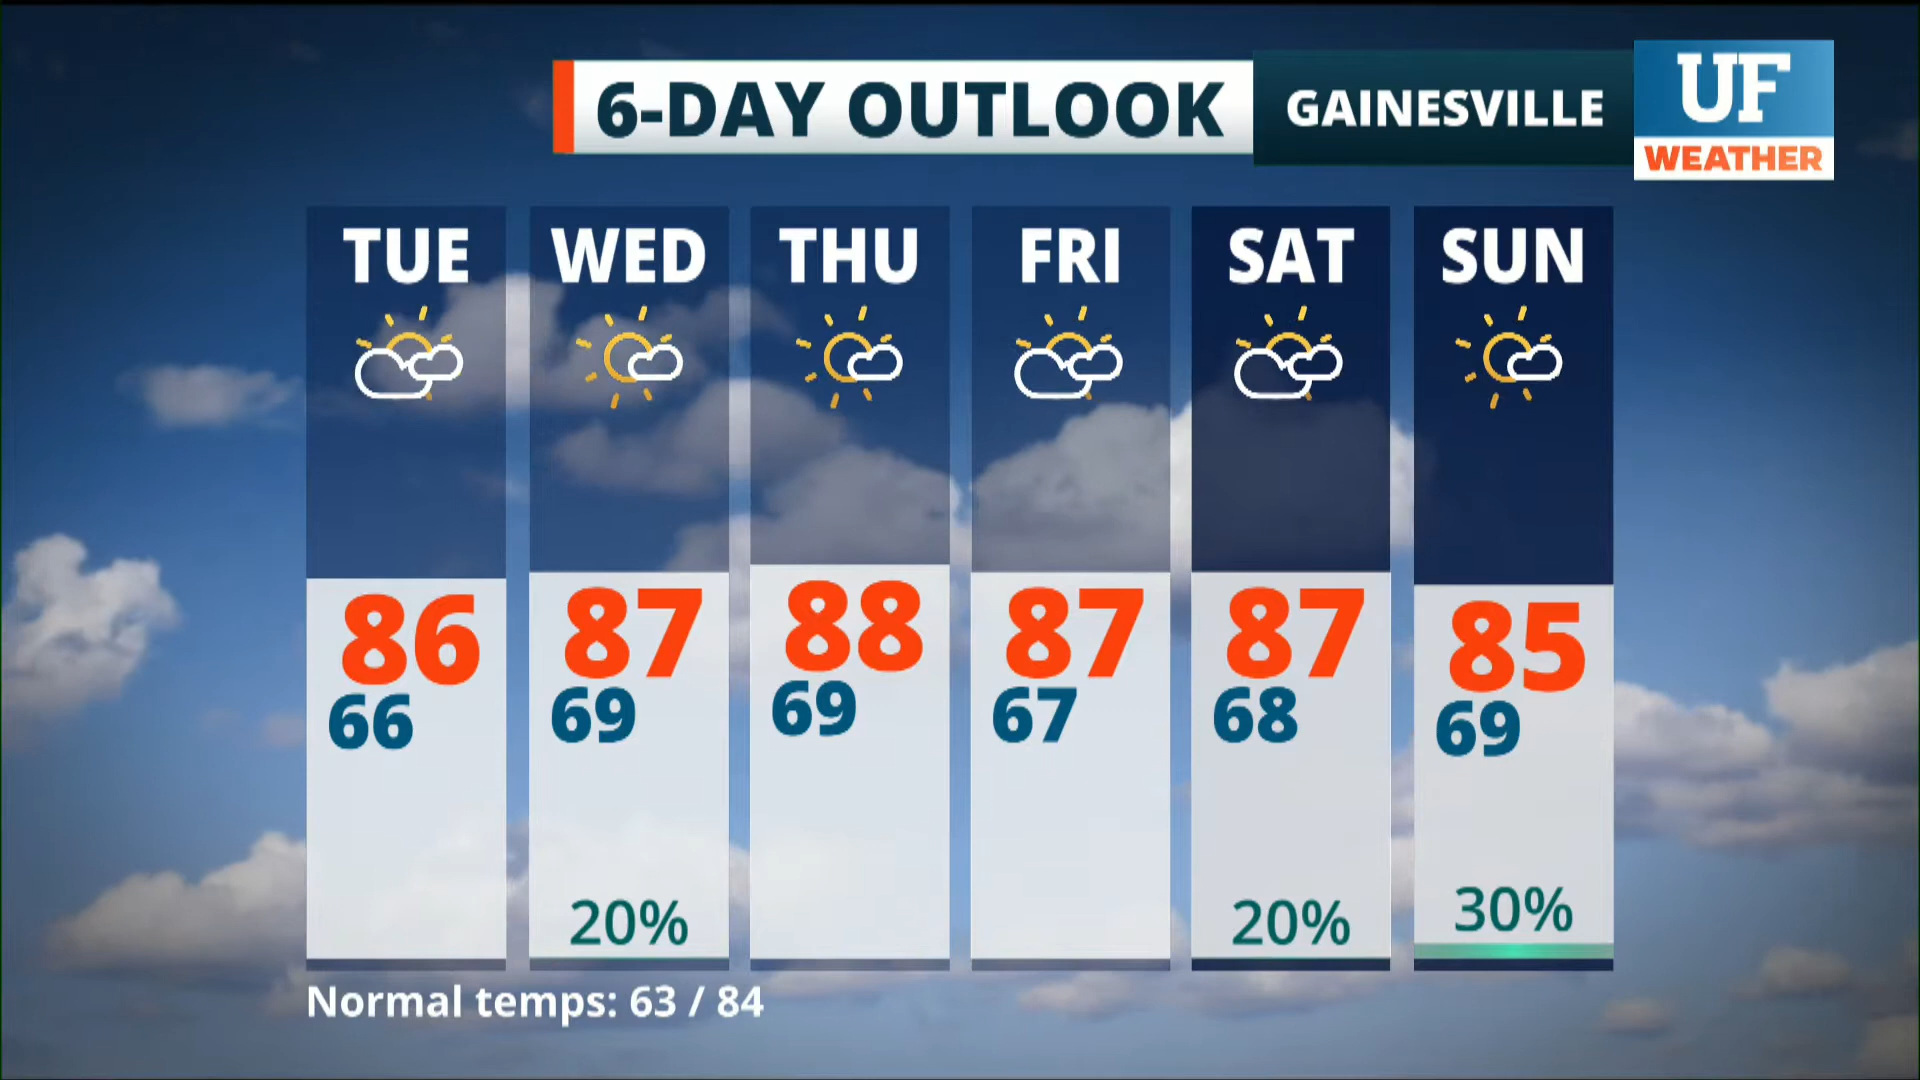 6-DAY OUTLOOK GAINESVILLE UF
WEATHER
TUE WED THU FRI SAT SUN
86 87 88 87 87 85
66 69 69 67 68 69
20% 20% 30%
Normal temps: 63 / 84